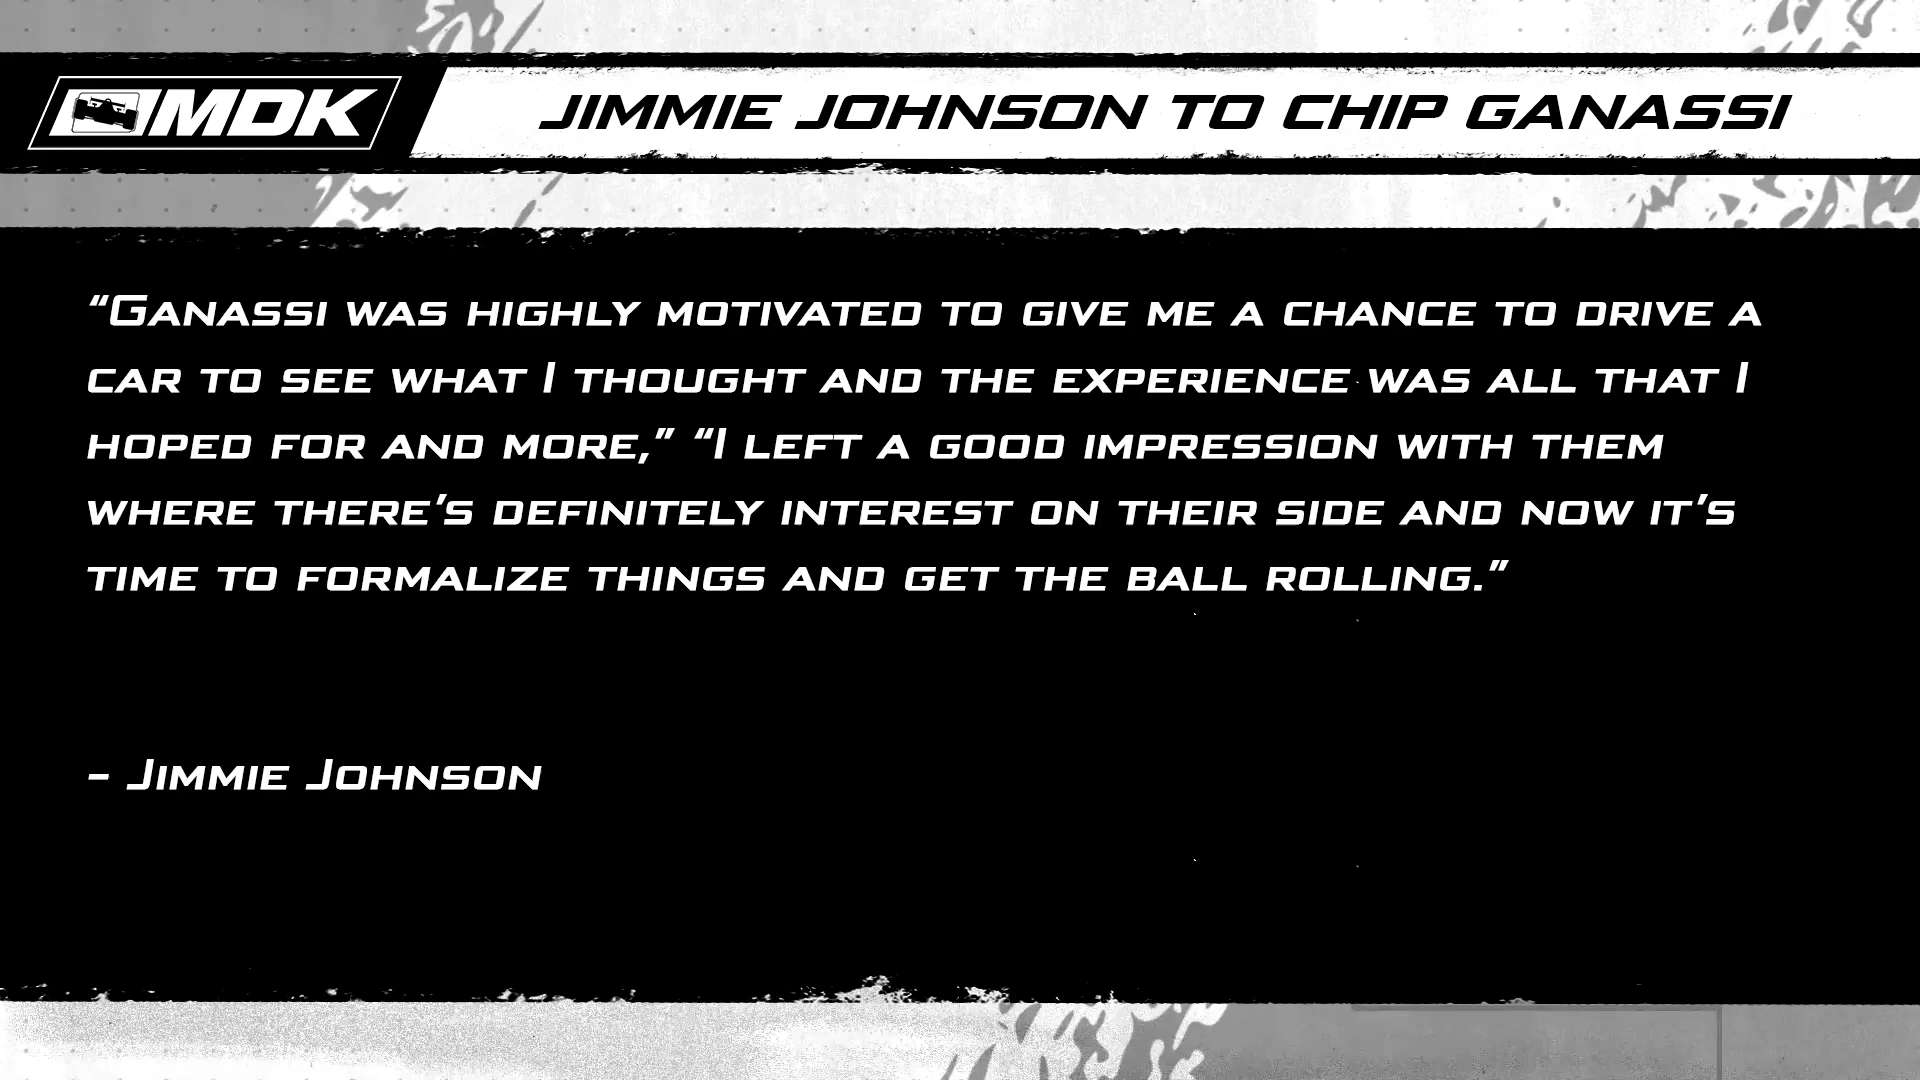 MDK
JIMMIE JOHNSON TO CHIP GANASSI
“Ganassi was highly motivated to give me a chance to drive a
car to see what I thought and the experience was all that I
hoped for and more,” “I left a good impression with them
where there’s definitely interest on their side and now it’s
time to formalize things and get the ball rolling.”
– Jimmie Johnson